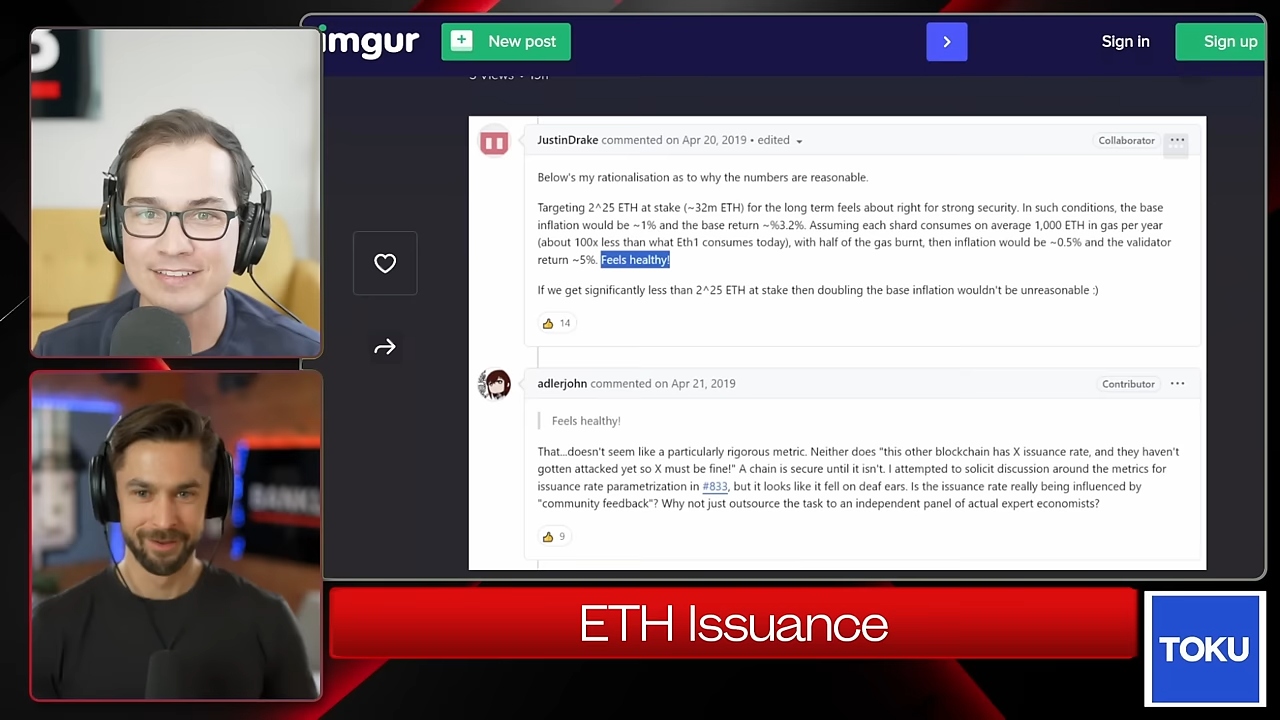 imgur
New post
Sign in
Sign up
JustinDrake commented on Apr 20, 2019 • edited
Collaborator
Below's my rationalisation as to why the numbers are reasonable.
Targeting 2^25 ETH at stake (~32m ETH) for the long term feels about right for strong security. In such conditions, the base
inflation would be ~1% and the base return ~%3.2%. Assuming each shard consumes on average 1,000 ETH in gas per year
(about 100x less than what Eth1 consumes today), with half of the gas burnt, then inflation would be ~0.5% and the validator
return ~5%. Feels healthy!
If we get significantly less than 2^25 ETH at stake then doubling the base inflation wouldn't be unreasonable :)
14
adlerjohn commented on Apr 21, 2019
Contributor
Feels healthy!
That...doesn't seem like a particularly rigorous metric. Neither does "this other blockchain has X issuance rate, and they haven't
gotten attacked yet so X must be fine!" A chain is secure until it isn't. I attempted to solicit discussion around the metrics for
issuance rate parametrization in #833, but it looks like it fell on deaf ears. Is the issuance rate really being influenced by
"community feedback"? Why not just outsource the task to an independent panel of actual expert economists?
9
ETH Issuance
TOKU